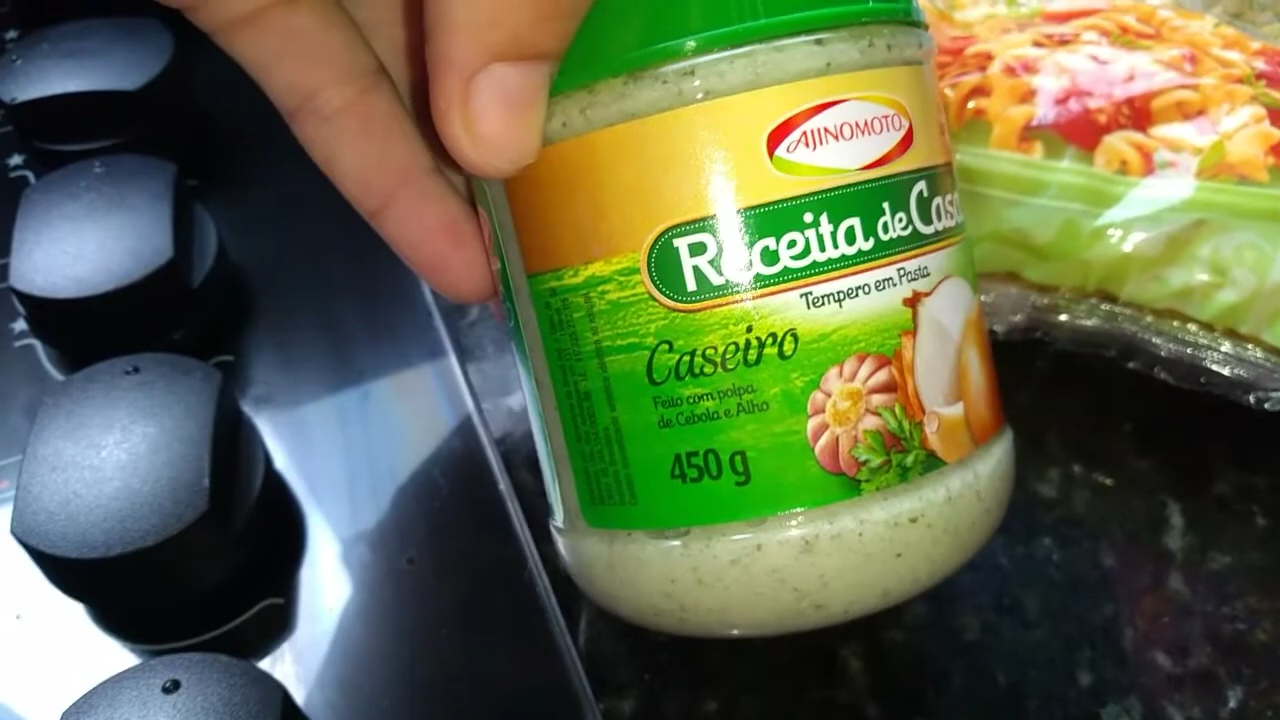 AJINOMOTO
Receita de Casa
Tempero em Pasta
Caseiro
Feito com polpa
de Cebola e Alho
450 g